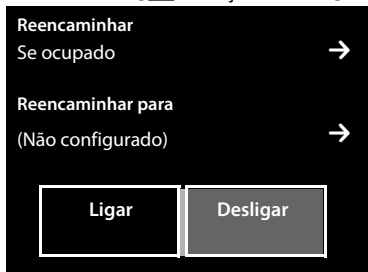 Reencaminhar
Se ocupado
Reencaminhar para
(Não configurado)
Ligar Desligar